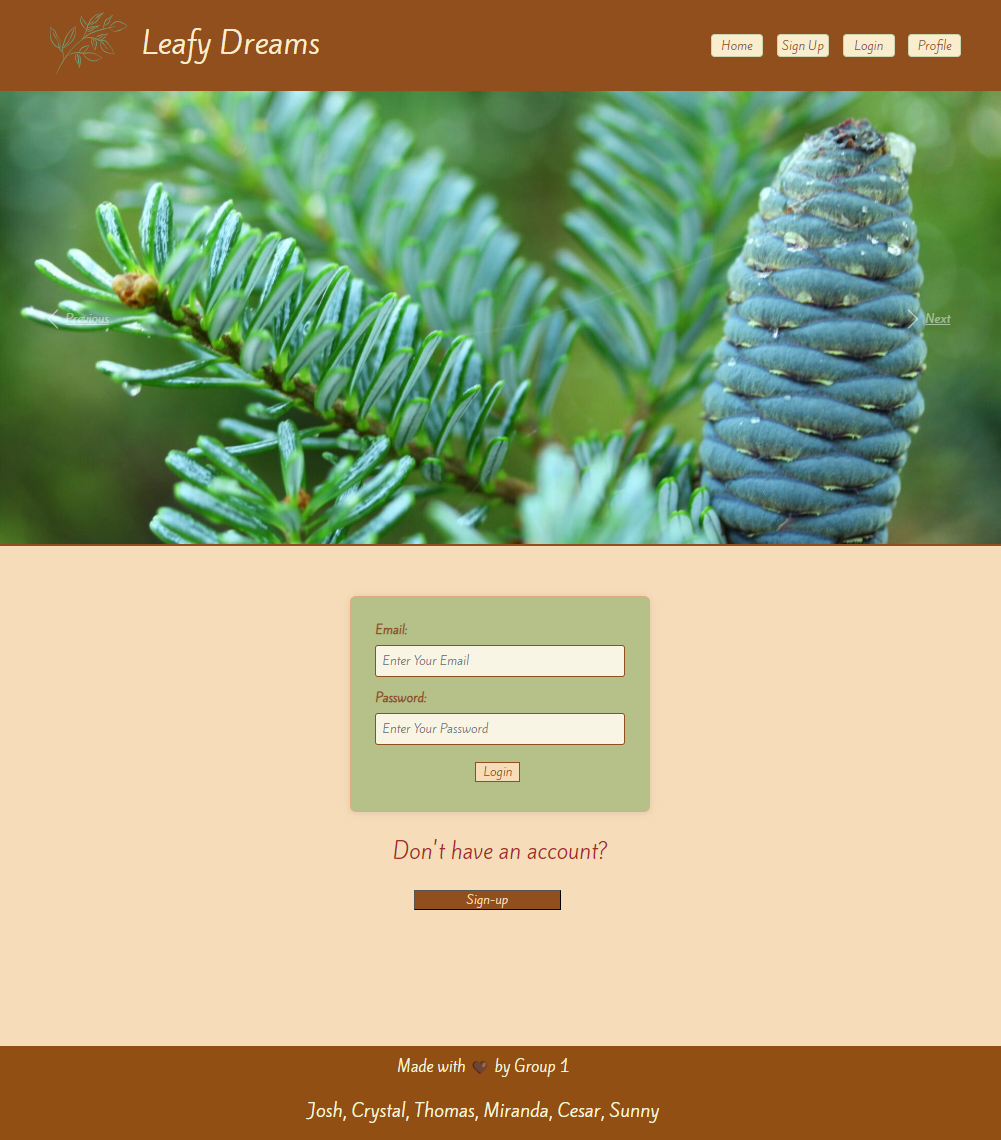 Leafy Dreams
Home Sign Up Login Profile
Previous Next
Email:
Enter Your Email
Password:
Enter Your Password
Login
Don't have an account?
Sign-up
Made with 🤎 by Group 1
Josh, Crystal, Thomas, Miranda, Cesar, Sunny